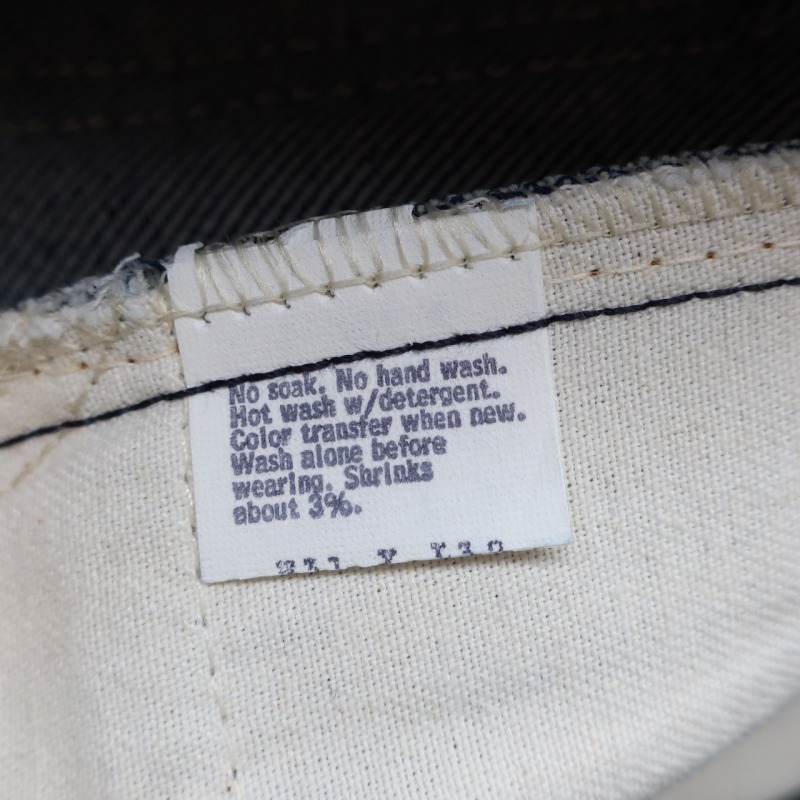 No soak. No hand wash.
Hot wash w/detergent.
Color transfer when new.
Wash alone before
wearing. Shrinks
about 3%.